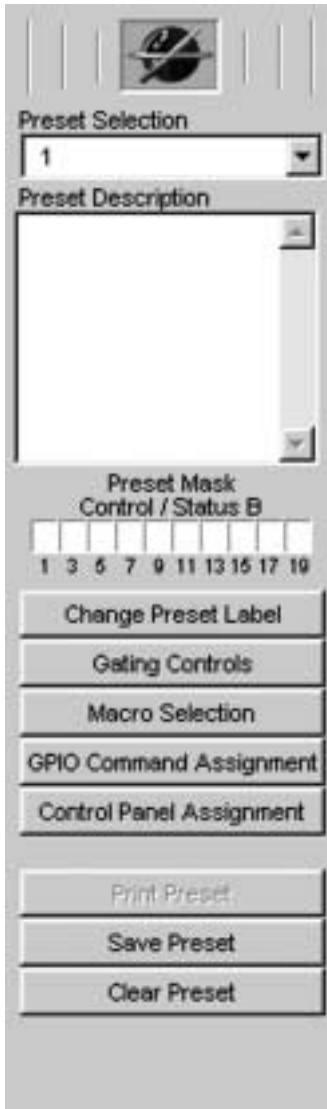 Preset Selection
1
Preset Description
Preset Mask
Control / Status B
1 3 5 7 9 11 13 15 17 19
Change Preset Label
Gating Controls
Macro Selection
GPIO Command Assignment
Control Panel Assignment
Print Preset
Save Preset
Clear Preset